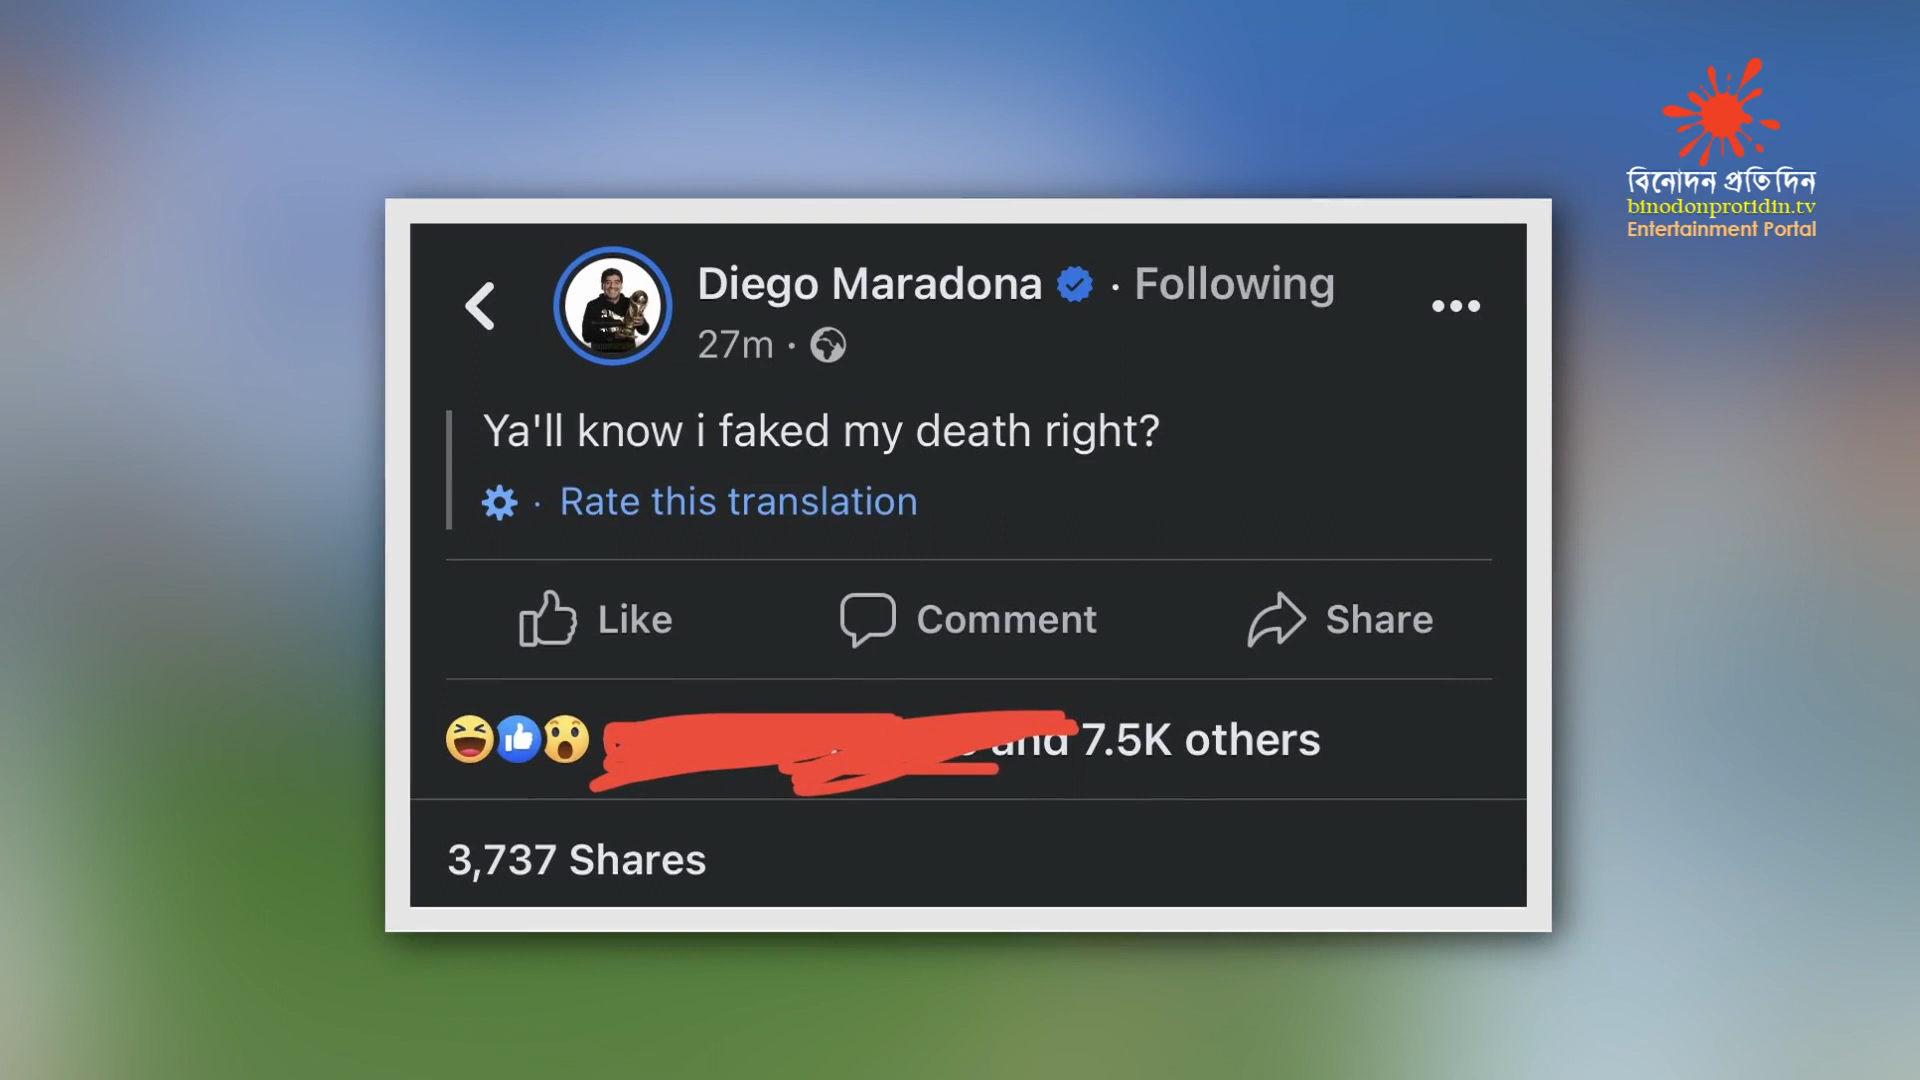 বিনোদন প্রতিদিন
binodonprotidin.tv
Entertainment Portal
Diego Maradona · Following
27m ·
Ya'll know i faked my death right?
· Rate this translation
Like Comment Share
and 7.5K others
3,737 Shares